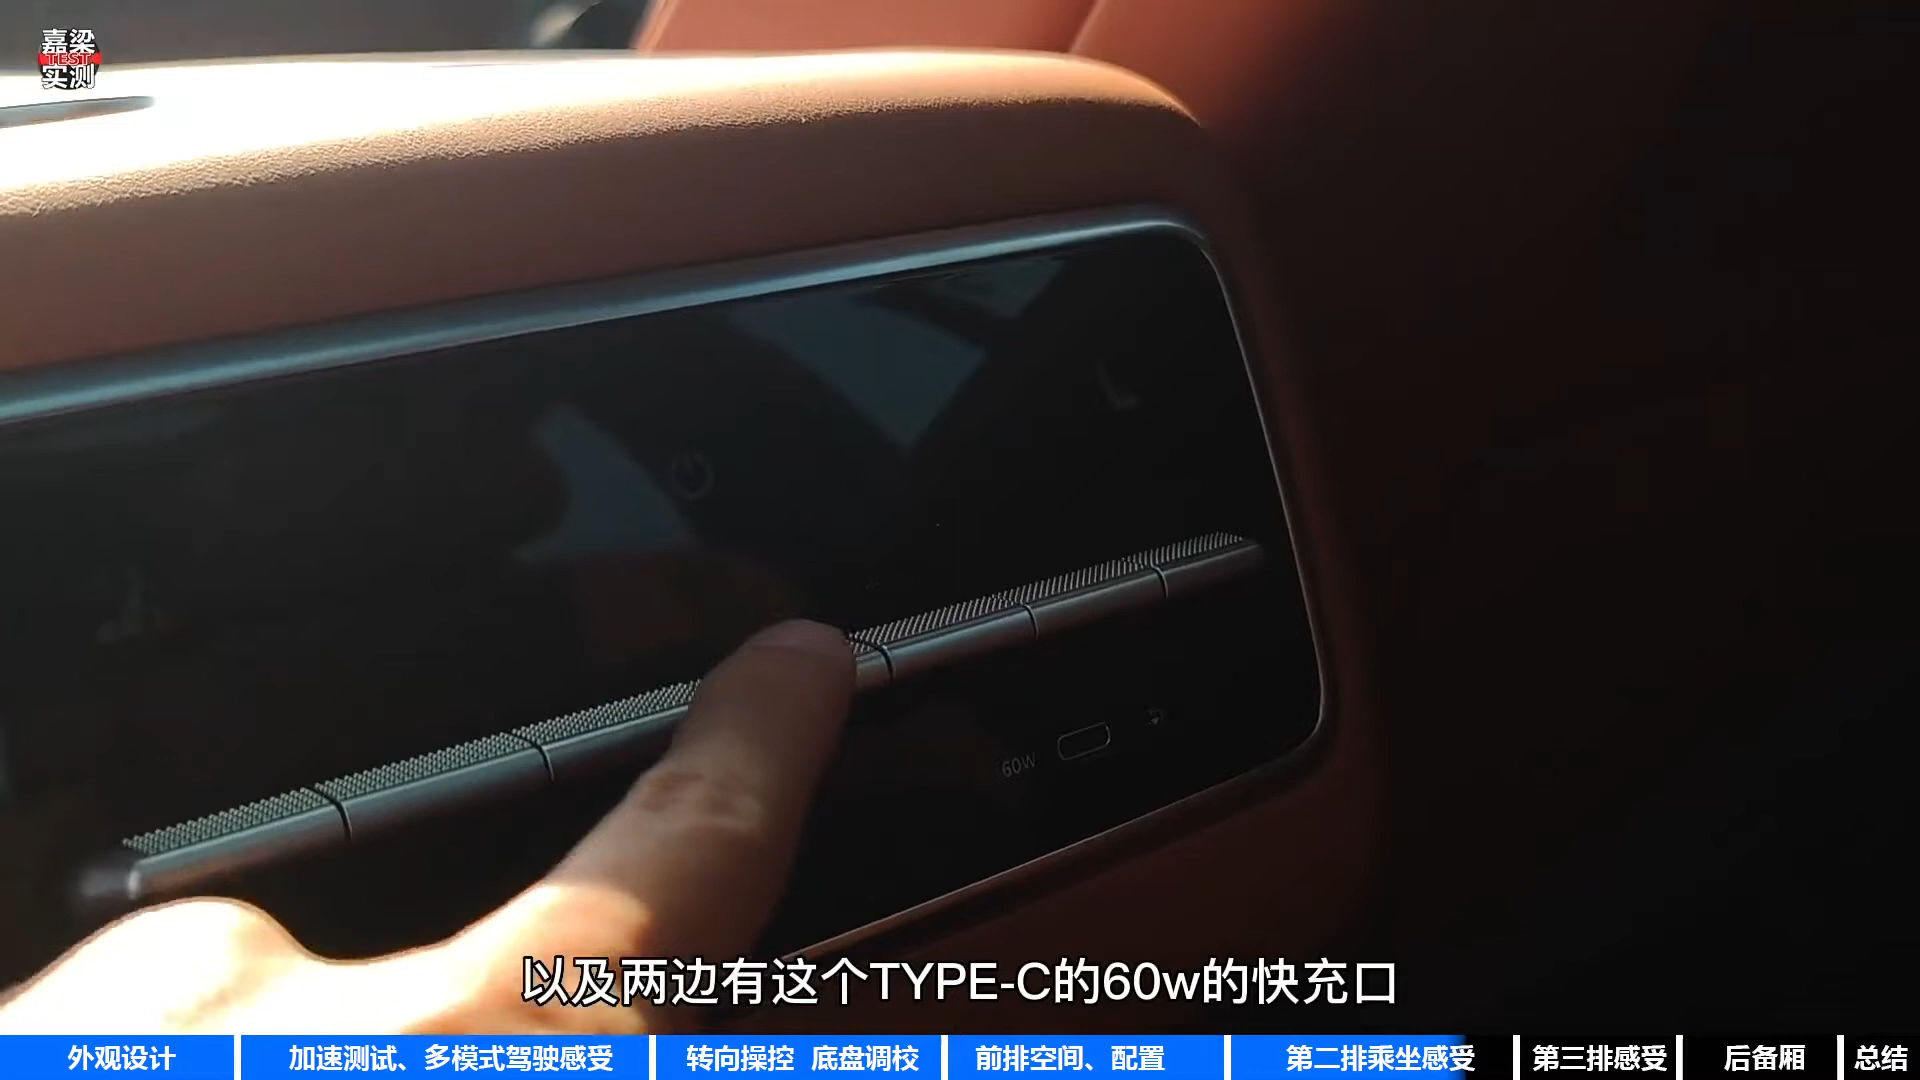 嘉梁
TEST
实测
60W
以及两边有这个TYPE-C的60w的快充口
外观设计
加速测试、多模式驾驶感受
转向操控 底盘调校
前排空间、配置
第二排乘坐感受
第三排感受
后备厢
总结